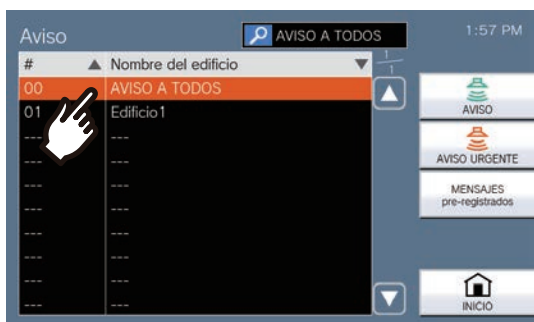 Aviso
AVISO A TODOS
1:57 PM
# ▲ Nombre del edificio ▼
1/1
00 AVISO A TODOS
01 Edificio1
--- ---
--- ---
--- ---
--- ---
--- ---
--- ---
--- ---
--- ---
AVISO
AVISO URGENTE
MENSAJES
pre-registrados
INICIO